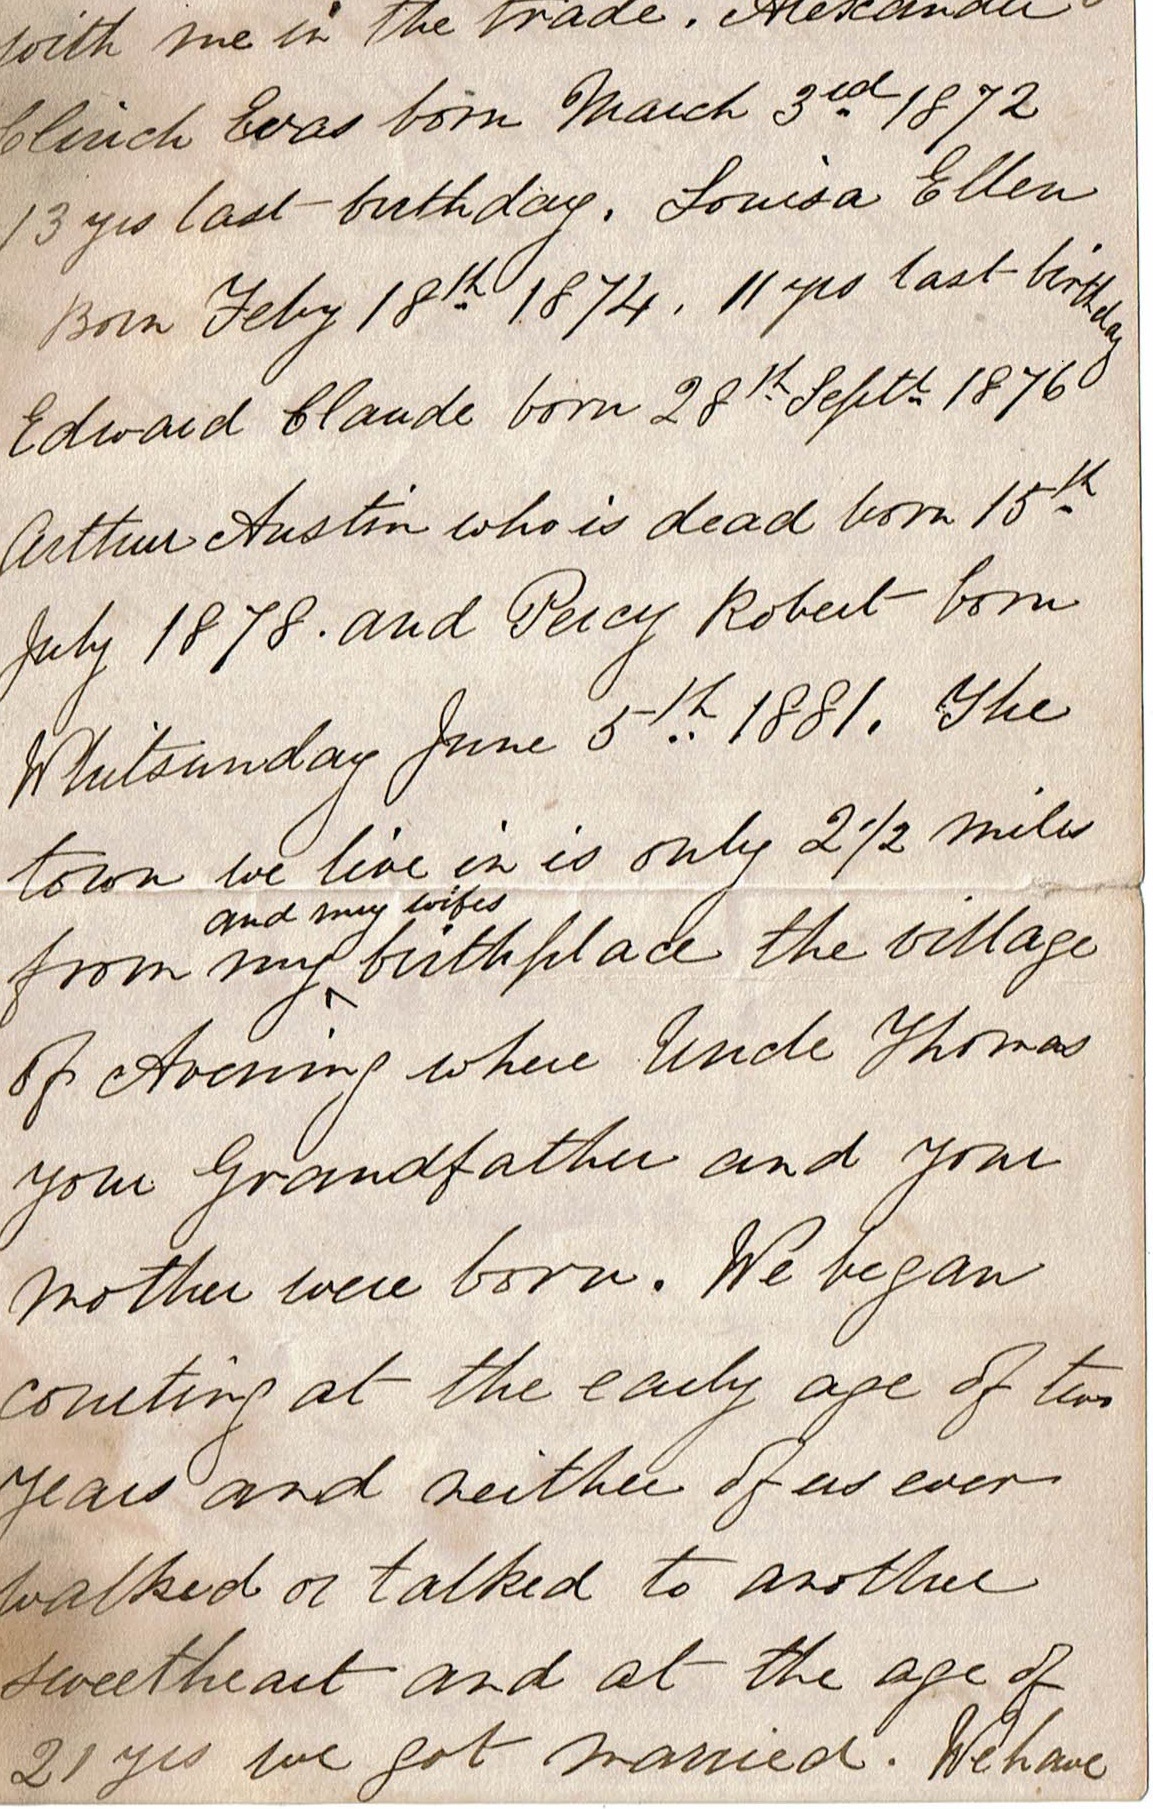 with me in the trade. Alexander
Clinch Evas born March 3rd 1872
13 yrs last birthday. Louisa Ellen
Born Feby 18th 1874. 11 yrs last birthday
Edward Claude born 28th Septr 1876
Arthur Austin who is dead born 15th
July 1878. and Percy Robert born
Whitsunday June 5th 1881. The
town we live in is only 2 1/2 miles
and my wifes
from my ^ birthplace the village
of Avening where Uncle Thomas
your Grandfather and your
mother were born. We began
courting at the early age of two
years and neither of us ever
walked or talked to another
sweetheart and at the age of
21 yrs we got married. We have